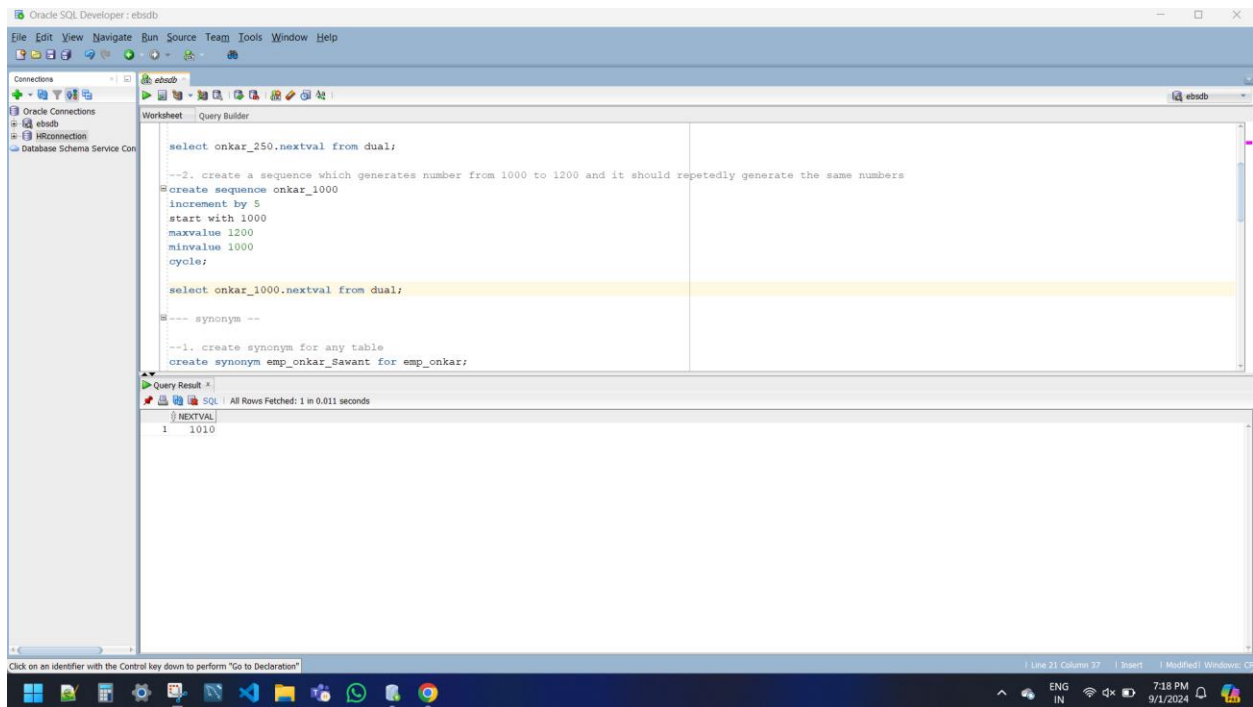 Oracle SQL Developer : ebsdb
File Edit View Navigate Run Source Team Tools Window Help
Connections
Oracle Connections
ebsdb
HRconnection
Database Schema Service Con
ebsdb
ebsdb
Worksheet Query Builder
select onkar_250.nextval from dual;
--2. create a sequence which generates number from 1000 to 1200 and it should repetedly generate the same numbers
create sequence onkar_1000
increment by 5
start with 1000
maxvalue 1200
minvalue 1000
cycle;
select onkar_1000.nextval from dual;
--- synonym --
--1. create synonym for any table
create synonym emp_onkar_Sawant for emp_onkar;
Query Result
SQL | All Rows Fetched: 1 in 0.011 seconds
NEXTVAL
1 1010
Click on an identifier with the Control key down to perform "Go to Declaration"
| Line 21 Column 37 | Insert | Modified| Windows: CR
ENG
IN
7:18 PM
9/1/2024